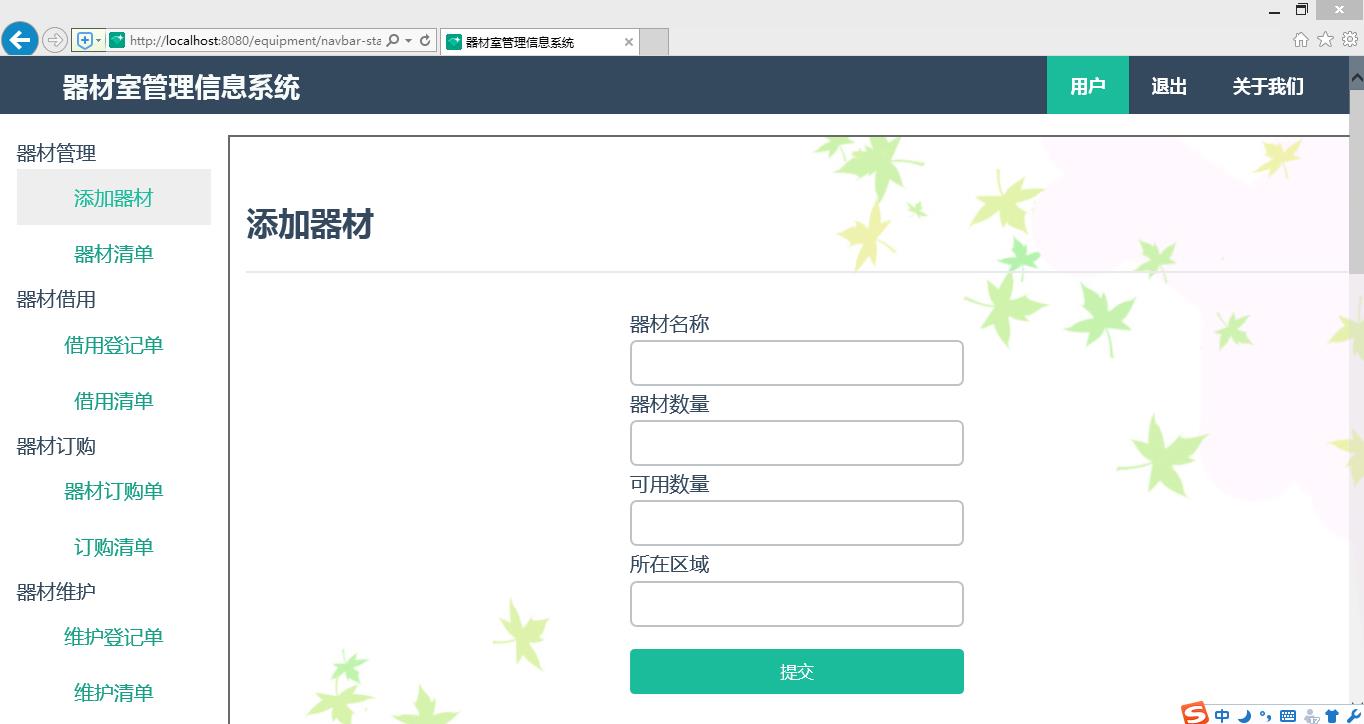 http://localhost:8080/equipment/navbar-sta
器材室管理信息系统
器材室管理信息系统
用户
退出
关于我们
器材管理
添加器材
器材清单
器材借用
借用登记单
借用清单
器材订购
器材订购单
订购清单
器材维护
维护登记单
维护清单
添加器材
器材名称
器材数量
可用数量
所在区域
提交
S
中